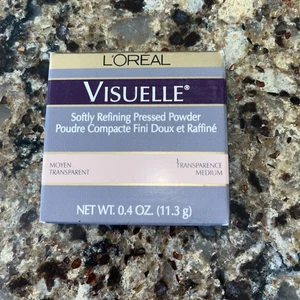 L'ORÉAL
VISUELLE®
Softly Refining Pressed Powder
Poudre Compacte Fini Doux et Raffiné
MOYEN
TRANSPARENT
TRANSPARENCE
MEDIUM
NET WT. 0.4 OZ. (11.3 g)